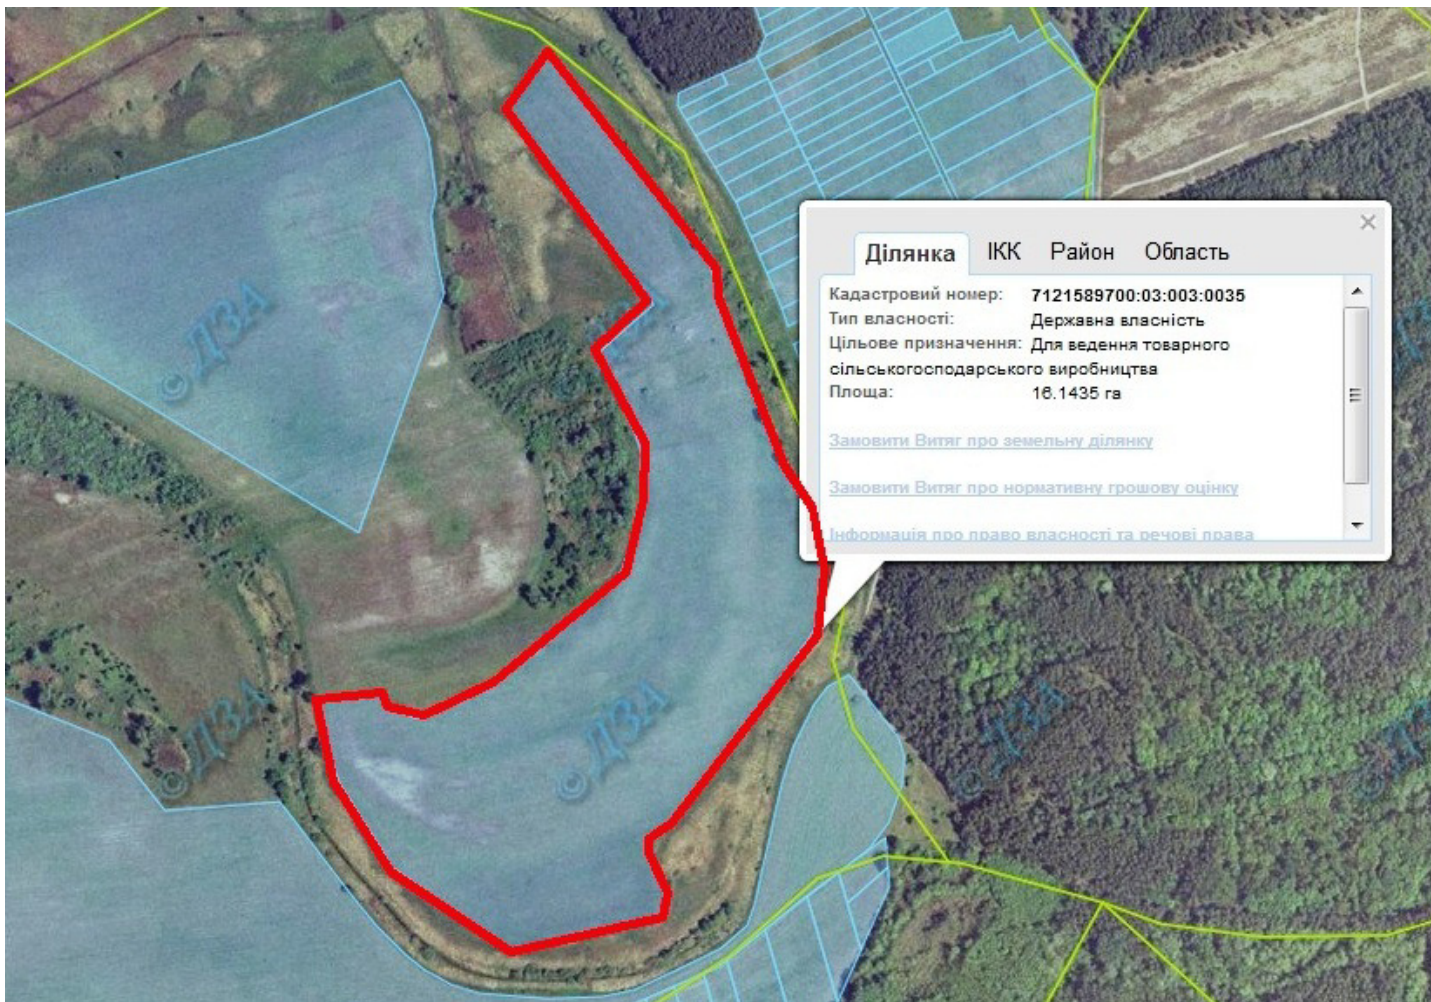 Ділянка ІКК Район Область
Кадастровий номер: 7121589700:03:003:0035
Тип власності: Державна власність
Цільове призначення: Для ведення товарного
сільськогосподарського виробництва
Площа: 16.1435 га
Замовити Витяг про земельну ділянку
Замовити Витяг про нормативну грошову оцінку
Інформація про право власності та речові права
© ДЗА
© ДЗА
© ДЗА
© ДЗА
© ДЗА